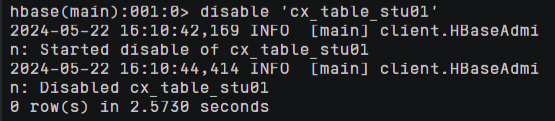 hbase(main):001:0> disable 'cx_table_stu01'
2024-05-22 16:10:42,169 INFO  [main] client.HBaseAdmi
n: Started disable of cx_table_stu01
2024-05-22 16:10:44,414 INFO  [main] client.HBaseAdmi
n: Disabled cx_table_stu01
0 row(s) in 2.5730 seconds